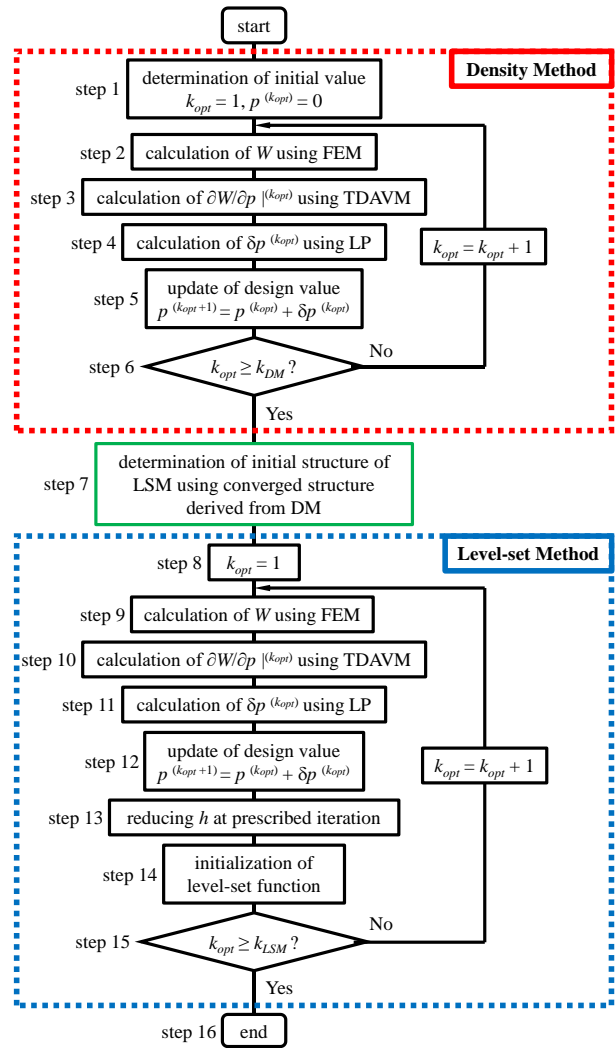 start
Density Method
step 1
determination of initial value
k_opt = 1, p^(k_opt) = 0
step 2
calculation of W using FEM
step 3
calculation of ∂W/∂p |^(k_opt) using TDAVM
step 4
calculation of δp^(k_opt) using LP
k_opt = k_opt + 1
step 5
update of design value
p^(k_opt+1) = p^(k_opt) + δp^(k_opt)
step 6
k_opt ≥ k_DM ?
No
Yes
step 7
determination of initial structure of
LSM using converged structure
derived from DM
Level-set Method
step 8
k_opt = 1
step 9
calculation of W using FEM
step 10
calculation of ∂W/∂p |^(k_opt) using TDAVM
step 11
calculation of δp^(k_opt) using LP
step 12
update of design value
p^(k_opt+1) = p^(k_opt) + δp^(k_opt)
k_opt = k_opt + 1
step 13
reducing h at prescribed iteration
step 14
initialization of
level-set function
step 15
k_opt ≥ k_LSM ?
No
Yes
step 16
end